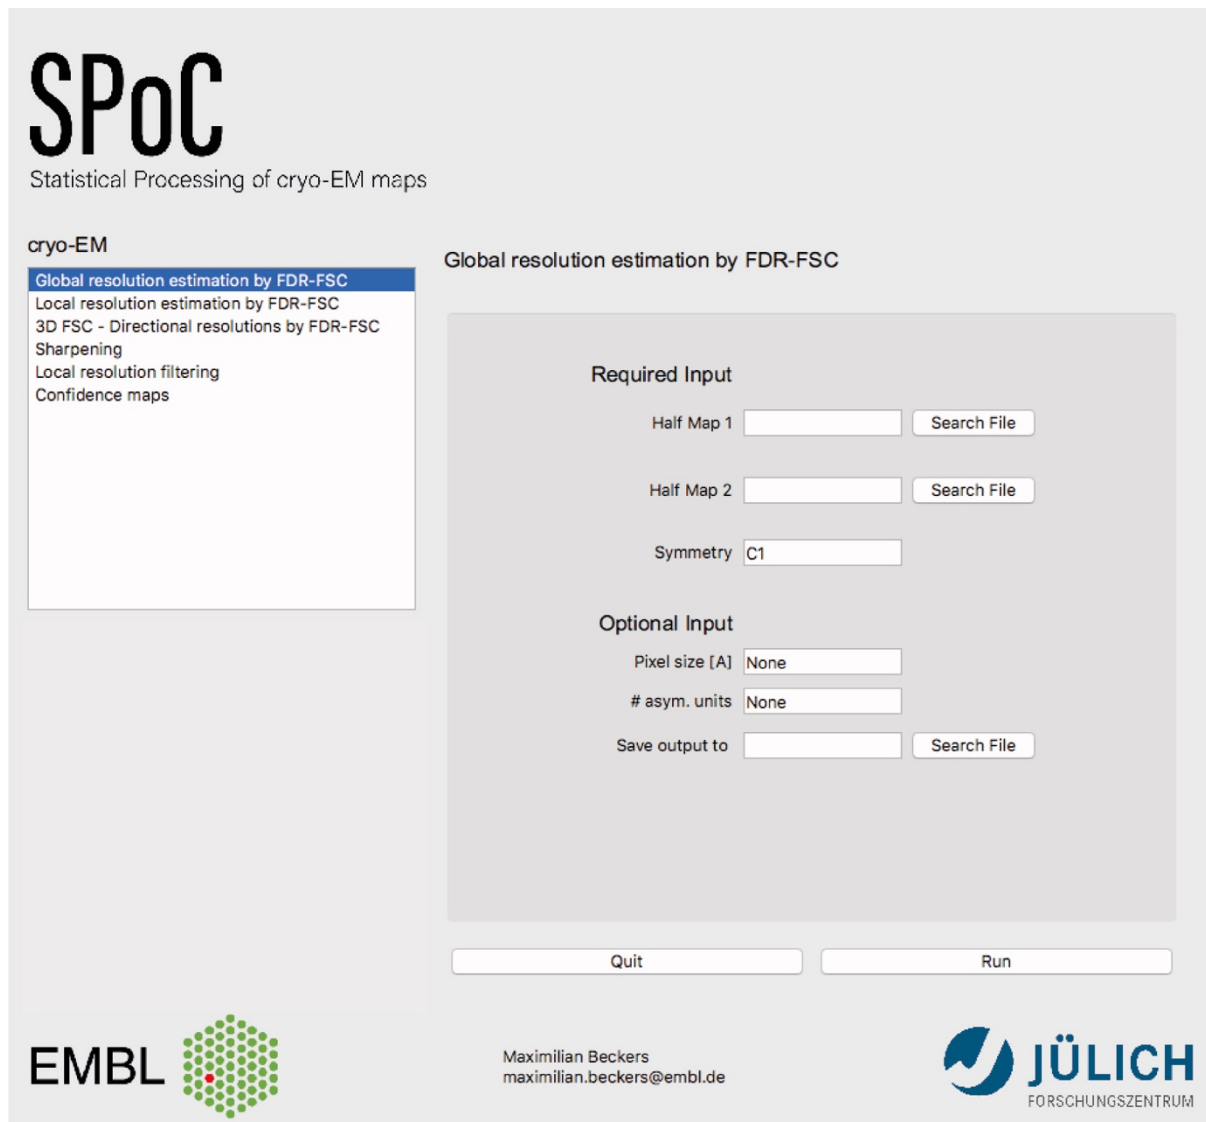 SPoC
Statistical Processing of cryo-EM maps
cryo-EM
Global resolution estimation by FDR-FSC
Local resolution estimation by FDR-FSC
3D FSC - Directional resolutions by FDR-FSC
Sharpening
Local resolution filtering
Confidence maps
Global resolution estimation by FDR-FSC
Required Input
Half Map 1 Search File
Half Map 2 Search File
Symmetry C1
Optional Input
Pixel size [A] None
# asym. units None
Save output to Search File
Quit Run
EMBL
Maximilian Beckers
maximilian.beckers@embl.de
JÜLICH
FORSCHUNGSZENTRUM